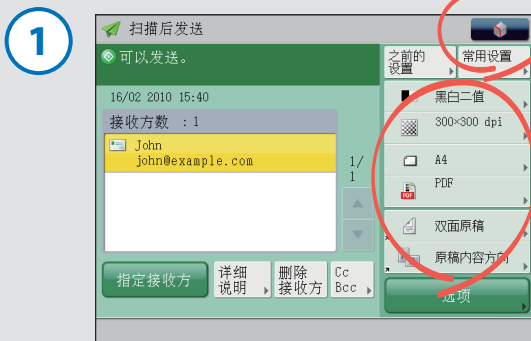 1
扫描后发送
可以发送。
之前的
设置
常用设置
16/02 2010 15:40
接收方数 :1
John
john@example.com
1/
1
黑白二值
300×300 dpi
A4
PDF
PDF
双面原稿
原稿内容方向
指定接收方
详细
说明
删除
接收方
Cc
Bcc
选项